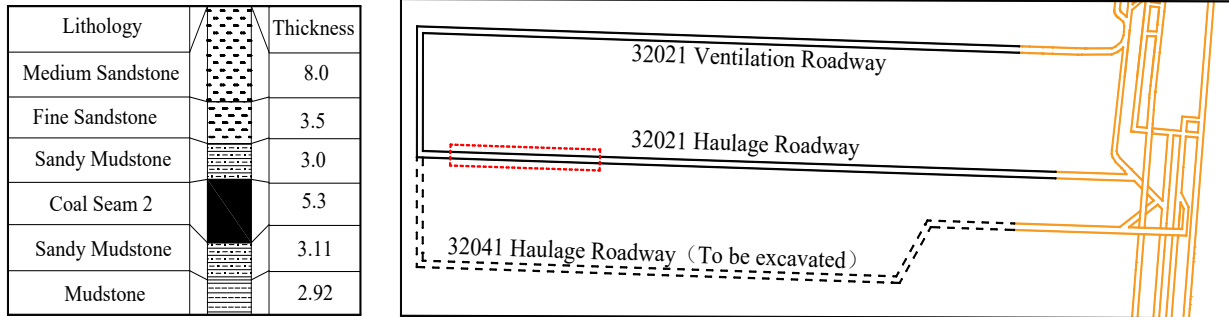 Lithology Thickness
Medium Sandstone 8.0
Fine Sandstone 3.5
Sandy Mudstone 3.0
Coal Seam 2 5.3
Sandy Mudstone 3.11
Mudstone 2.92
32021 Ventilation Roadway
32021 Haulage Roadway
32041 Haulage Roadway（To be excavated）